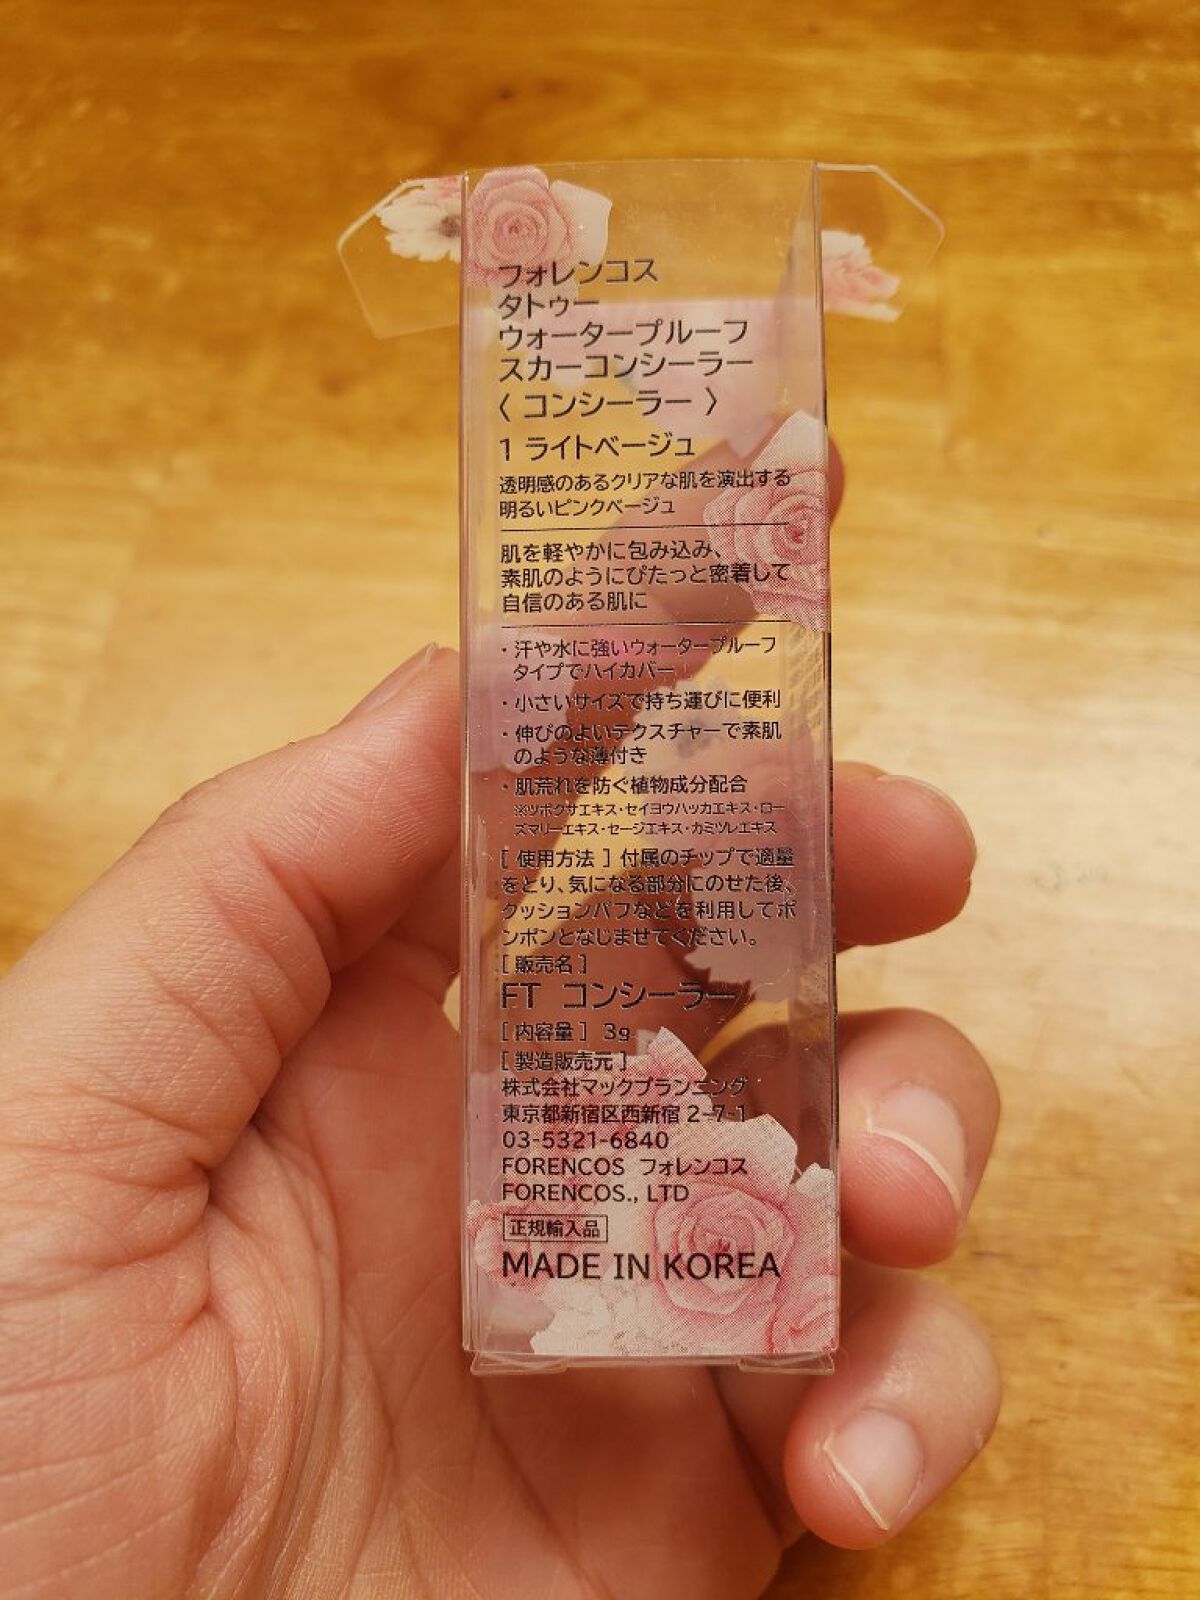 フォレンコス
タトゥー
ウォータープルーフ
スカーコンシーラー
〈 コンシーラー 〉
1 ライトベージュ
透明感のあるクリアな肌を演出する
明るいピンクベージュ
肌を軽やかに包み込み、
素肌のようにぴたっと密着して
自信のある肌に
・汗や水に強いウォータープルーフ
タイプでハイカバー
・小さいサイズで持ち運びに便利
・伸びのよいテクスチャーで素肌
のような薄付き
・肌荒れを防ぐ植物成分配合
※ツボクサエキス・セイヨウハッカエキス・ロー
ズマリーエキス・セージエキス・カミツレエキス
[ 使用方法 ] 付属のチップで適量
をとり、気になる部分にのせた後、
クッションパフなどを利用してポ
ンポンとなじませてください。
[ 販売名 ]
FT コンシーラー
[ 内容量 ] 3g
[ 製造販売元 ]
株式会社マックプランニング
東京都新宿区西新宿 2-7-1
03-5321-6840
FORENCOS フォレンコス
FORENCOS., LTD
正規輸入品
MADE IN KOREA